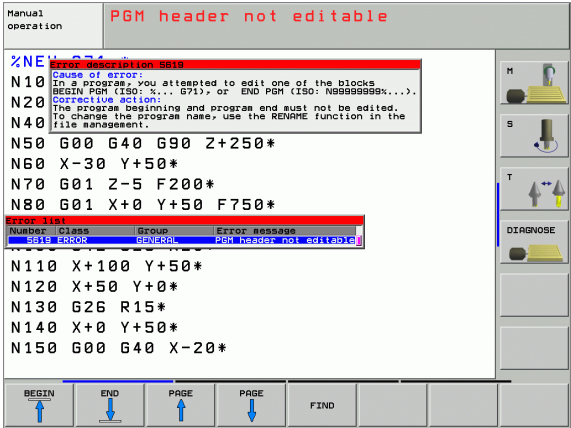 Manual
operation
PGM header not editable
%NEU G71 *
Error description 5619
Cause of error:
In a program, you attempted to edit one of the blocks
BEGIN PGM (ISO: %... G71), or END PGM (ISO: N99999999%...).
Corrective action:
The program beginning and program end must not be edited.
To change the program name, use the RENAME function in the
file management.
N10
N20
N40
N50 G00 G40 G90 Z+250*
N60 X-30 Y+50*
N70 G01 Z-5 F200*
N80 G01 X+0 Y+50 F750*
Error list
Number Class Group Error message
5619 ERROR GENERAL PGM header not editable
N110 X+100 Y+50*
N120 X+50 Y+0*
N130 G26 R15*
N140 X+0 Y+50*
N150 G00 G40 X-20*
M
S
T
DIAGNOSE
BEGIN
END
PAGE
PAGE
FIND